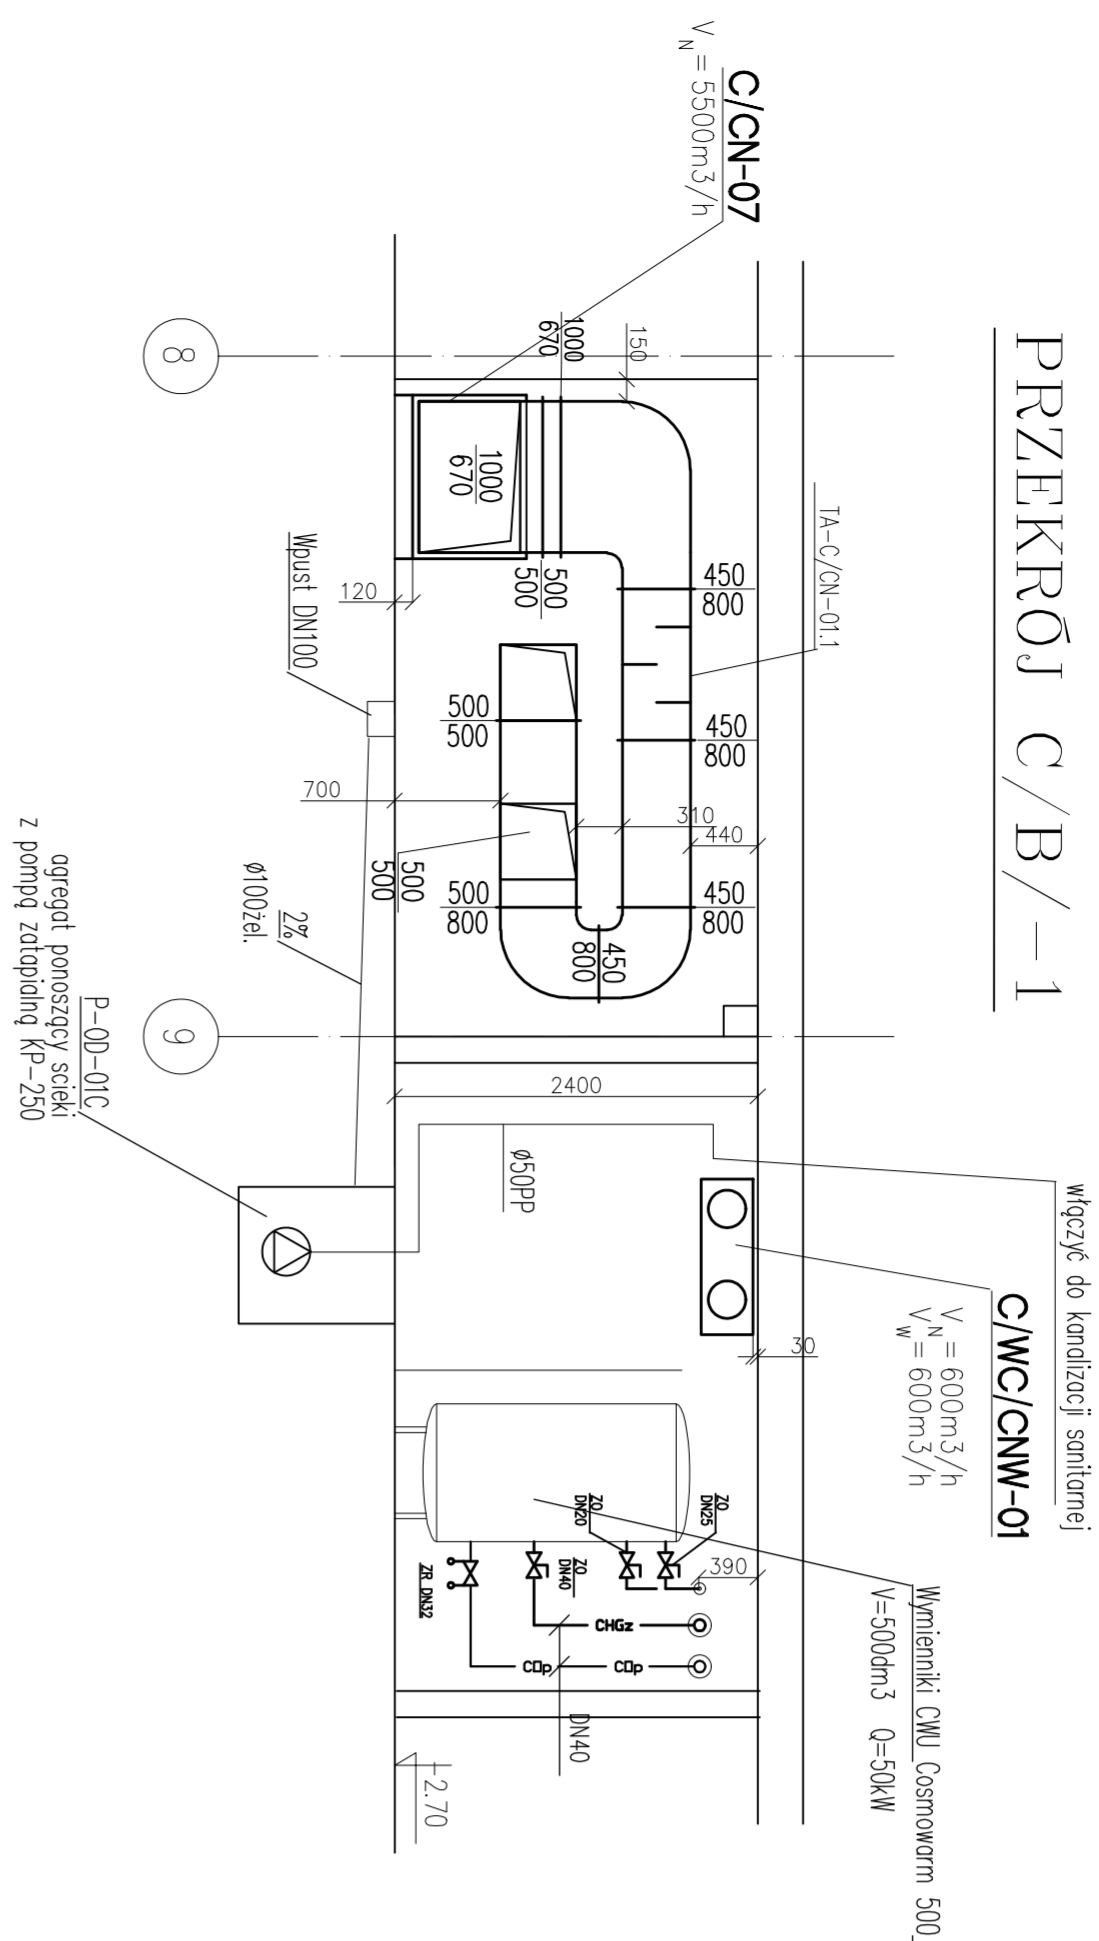 PRZEKRÓJ C/B/-1
C/CN-07
V N = 5500m3/h
8
1000
670
150
1000
670
TA-C/CN-01.1
500
500
450
800
120
Wpust DN100
500
500
450
800
700
310
440
500
500
500
800
450
800
450
800
2%
ø100żel.
9
P-OD-01C
agregat ponoszący scieki
z pompą zatapialną KP-250
2400
ø50PP
włączyć do kanalizacji sanitarnej
C/WC/CNW-01
V N = 600m3/h
V W = 600m3/h
30
Wymienniki CWU Cosmowarm 500
V=500dm3 Q=50kW
ZO
DN20
ZO
DN25
ZO
DN40
ZR DN32
390
CHGz
COp
COp
DN40
-2.70